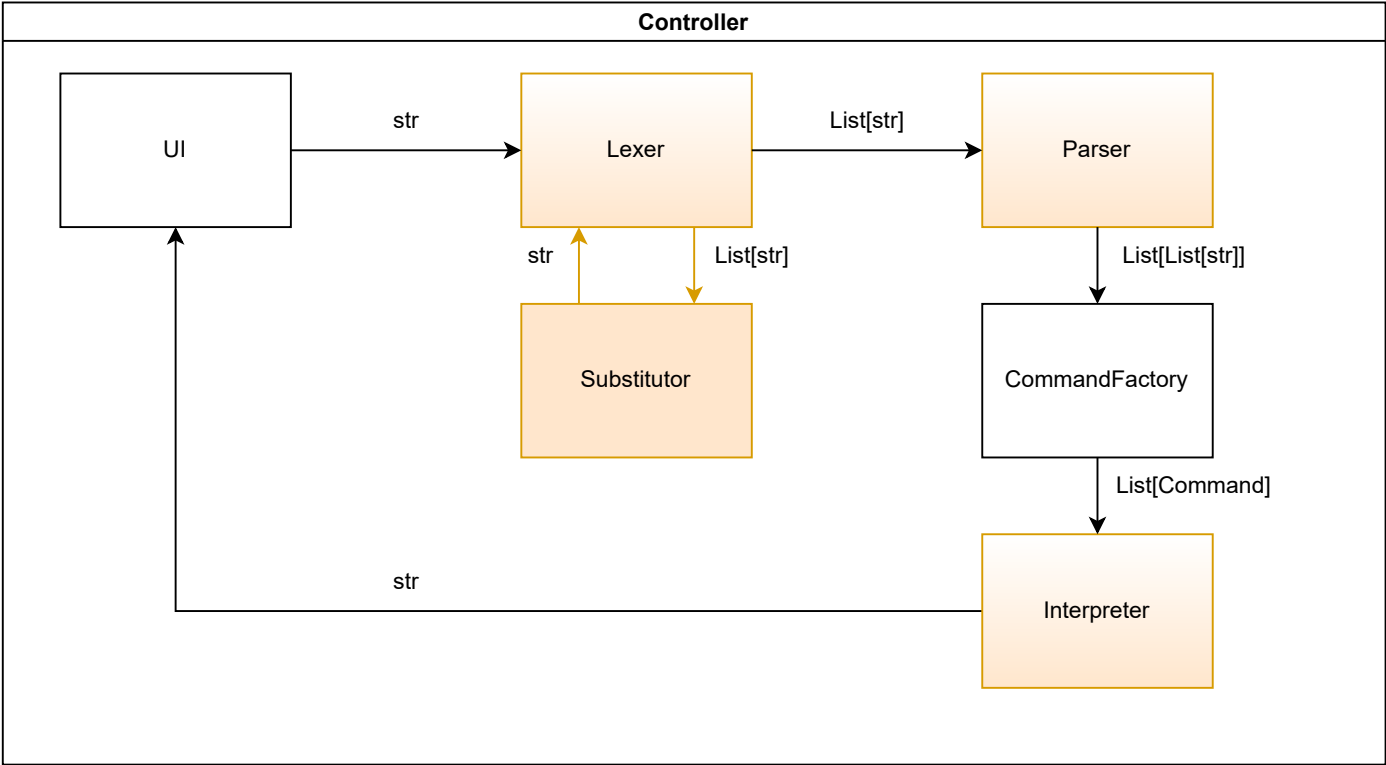 Controller
UI
str
Lexer
List[str]
Parser
str
List[str]
List[List[str]]
Substitutor
CommandFactory
List[Command]
str
Interpreter